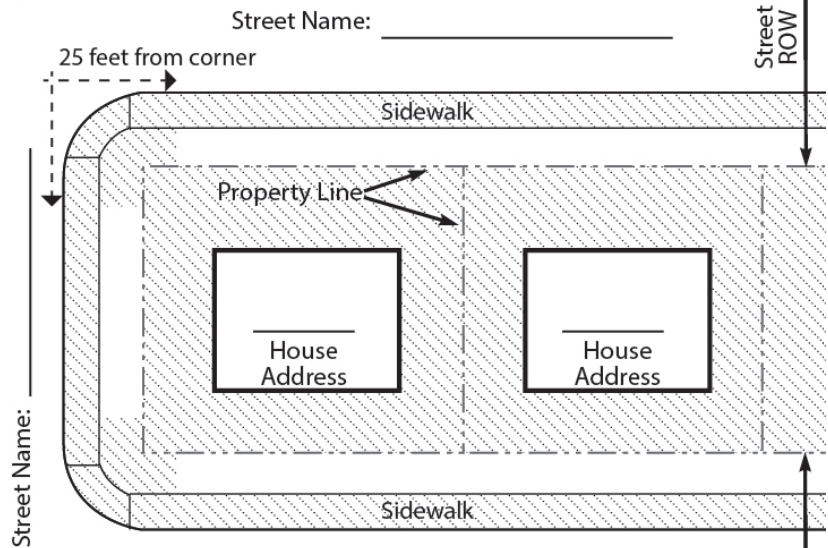 Street Name:
Street
ROW
25 feet from corner
Sidewalk
Property Line
House
Address
House
Address
Street Name:
Sidewalk